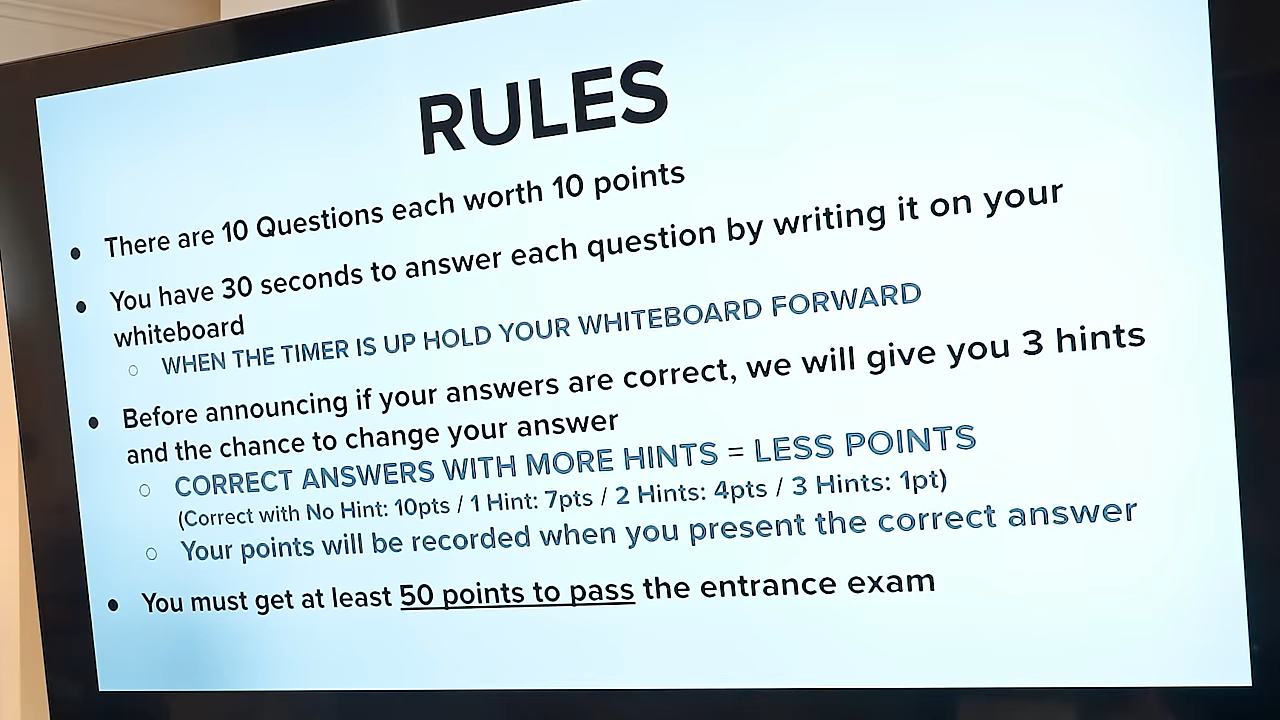 RULES
● There are 10 Questions each worth 10 points
● You have 30 seconds to answer each question by writing it on your
whiteboard
○ WHEN THE TIMER IS UP HOLD YOUR WHITEBOARD FORWARD
● Before announcing if your answers are correct, we will give you 3 hints
and the chance to change your answer
○ CORRECT ANSWERS WITH MORE HINTS = LESS POINTS
(Correct with No Hint: 10pts / 1 Hint: 7pts / 2 Hints: 4pts / 3 Hints: 1pt)
○ Your points will be recorded when you present the correct answer
● You must get at least 50 points to pass the entrance exam